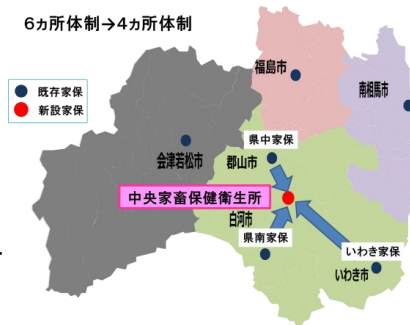 6ヵ所体制→4ヵ所体制
既存家保
新設家保
福島市
南相馬市
会津若松市
県中家保
郡山市
中央家畜保健衛生所
白河市
県南家保
いわき家保
いわき市